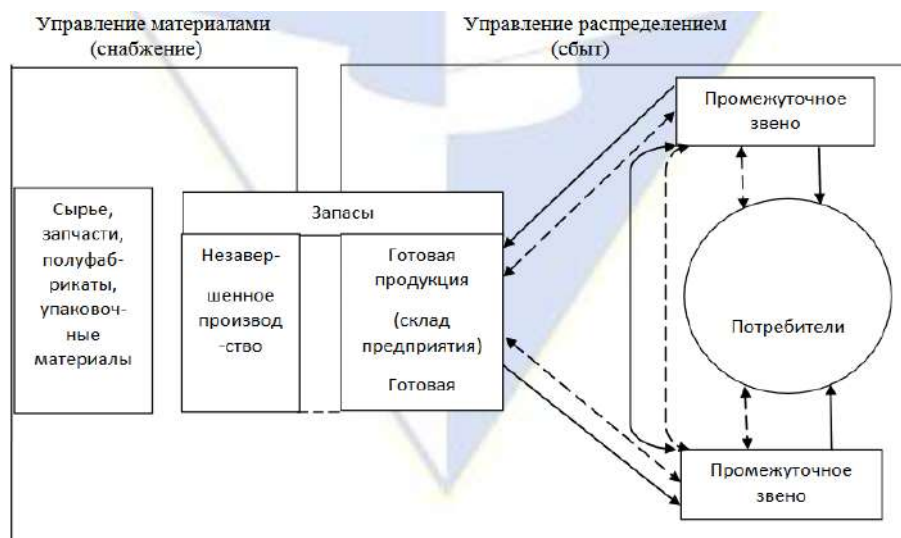 Управление материалами
(снабжение)
Управление распределением
(сбыт)
Промежуточное
звено
Сырье,
запчасти,
полуфаб-
рикаты,
упаковоч-
ные
материалы
Запасы
Незавер-
шенное
производ
-ство
Готовая
продукция
(склад
предприятия)
Готовая
Потребители
Промежуточное
звено